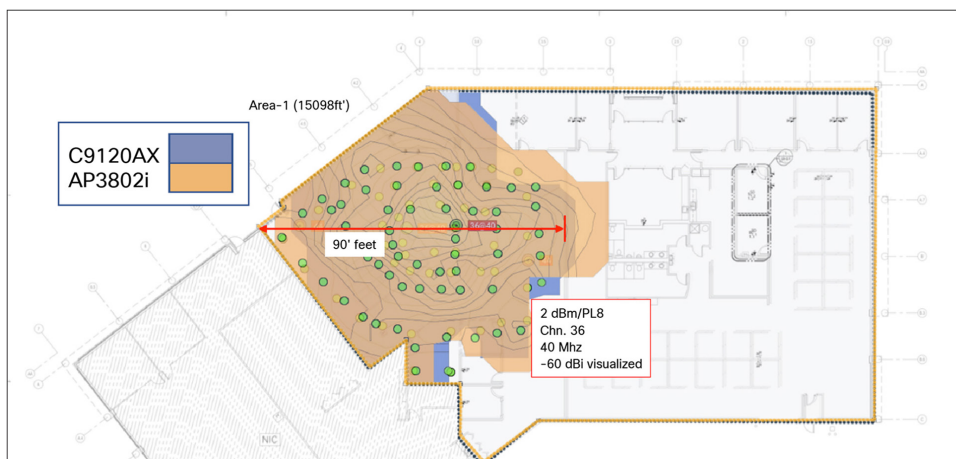 Area-1 (15098ft')
C9120AX
AP3802i
90' feet
2 dBm/PL8
Chn. 36
40 Mhz
-60 dBi visualized
NIC